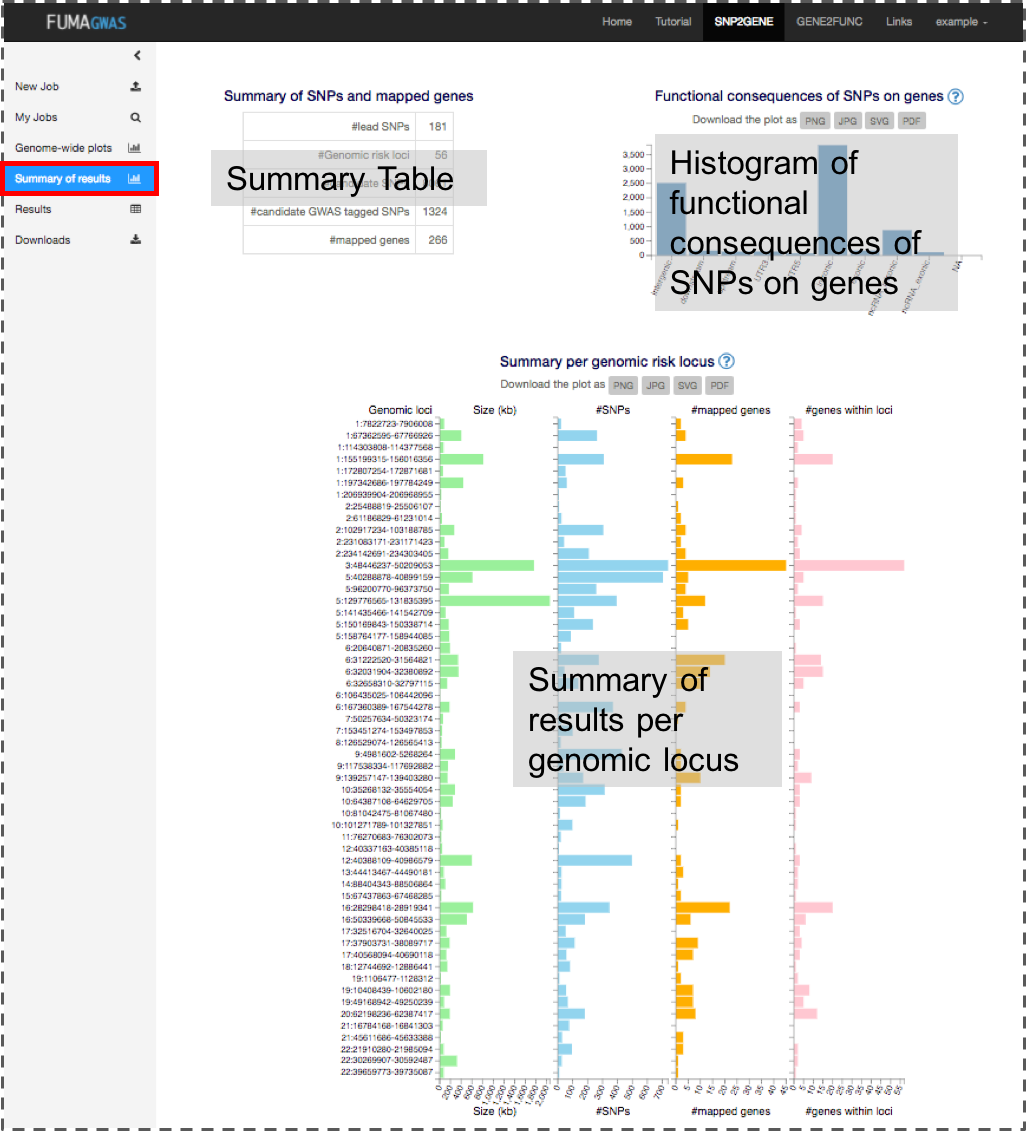 FUMAGWAS
Home Tutorial SNP2GENE GENE2FUNC Links example
New Job
My Jobs
Genome-wide plots
Summary of results
Results
Downloads
Summary of SNPs and mapped genes
#lead SNPs 181
#Genomic risk loci 56
#candidate GWAS tagged SNPs 1324
#mapped genes 266
Summary Table
Functional consequences of SNPs on genes ?
Download the plot as PNG JPG SVG PDF
3,500
3,000
2,500
2,000
1,500
1,000
500
0
intergenic
UTR3
ncRNA_exonic
NA
Histogram of
functional
consequences of
SNPs on genes
Summary per genomic risk locus ?
Download the plot as PNG JPG SVG PDF
Genomic loci Size (kb) #SNPs #mapped genes #genes within loci
1:7822723-7906008
1:67362595-67766926
1:114303808-114377568
1:155199315-156016356
1:172807254-172871681
1:197342686-197784249
1:206939904-206968955
2:25488819-25506107
2:61186829-61231014
2:102917234-103188785
2:231083171-231171423
2:234142691-234303405
3:48446237-50209053
5:40288878-40899159
5:96200770-96373750
5:129776565-131835395
5:141435466-141542709
5:150169843-150338714
5:158764177-158944085
6:20640871-20835260
6:31222520-31564821
6:32031904-32380892
6:32658310-32797115
6:106435025-106442096
6:167360389-167544278
7:50257634-50323174
7:153451274-153497853
8:126529074-126565413
9:4981602-5268264
9:117538334-117692882
9:139257147-139403280
10:35268132-35554054
10:64387108-64629705
10:81042475-81067480
10:101271789-101327851
11:76270683-76302073
12:40337163-40385118
12:40388109-40986579
13:44413467-44490181
14:88404343-88506864
15:67437863-67468285
16:28298418-28919341
16:50339668-50845533
17:32516704-32640025
17:37903731-38089717
17:40568094-40690118
18:12744692-12886441
19:1106477-1128312
19:10408439-10602180
19:49168942-49250239
20:62198236-62387417
21:16784168-16841303
21:45611686-45633388
22:21910280-21985094
22:30269907-30592487
22:39659773-39735087
Summary of
results per
genomic locus
0 200 400 600 800 1,000 1,200 1,400 1,600 1,800 2,000
0 100 200 300 400 500 600 700
0 5 10 15 20 25 30 35 40 45
0 5 10 15 20 25 30 35 40 45 50 55
Size (kb) #SNPs #mapped genes #genes within loci